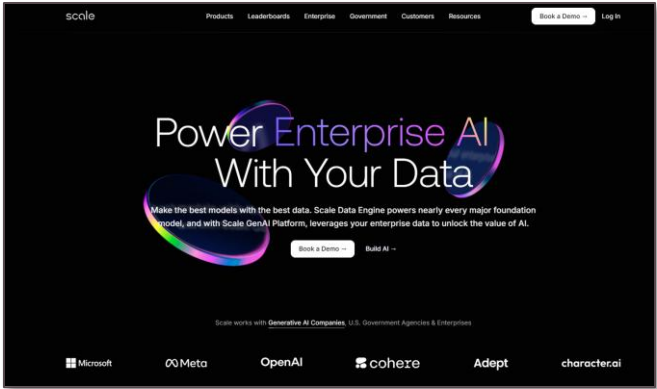 scale Products Leaderboards Enterprise Government Customers Resources Book a Demo → Log In
Power Enterprise AI
With Your Data
Make the best models with the best data. Scale Data Engine powers nearly every major foundation
model, and with Scale GenAI Platform, leverages your enterprise data to unlock the value of AI.
Book a Demo → Build AI →
Scale works with Generative AI Companies, U.S. Government Agencies & Enterprises
Microsoft Meta OpenAI cohere Adept character.ai